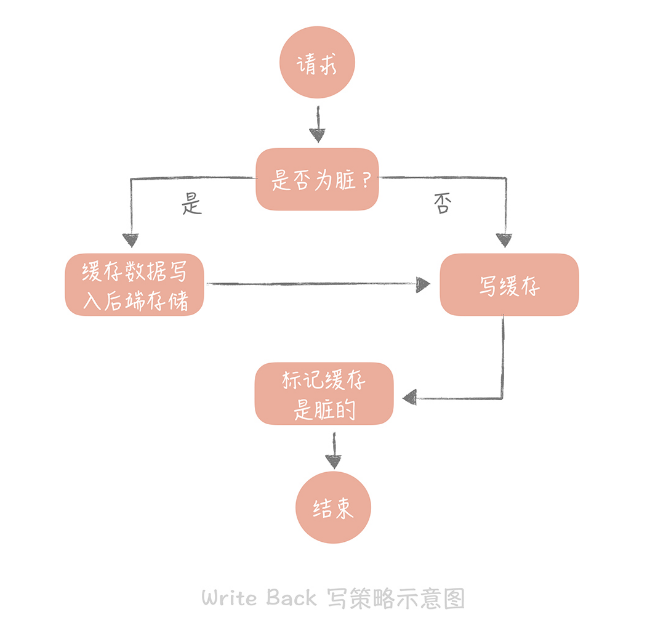 请求
是否为脏？
是
否
缓存数据写
入后端存储
写缓存
标记缓存
是脏的
结束
Write Back 写策略示意图